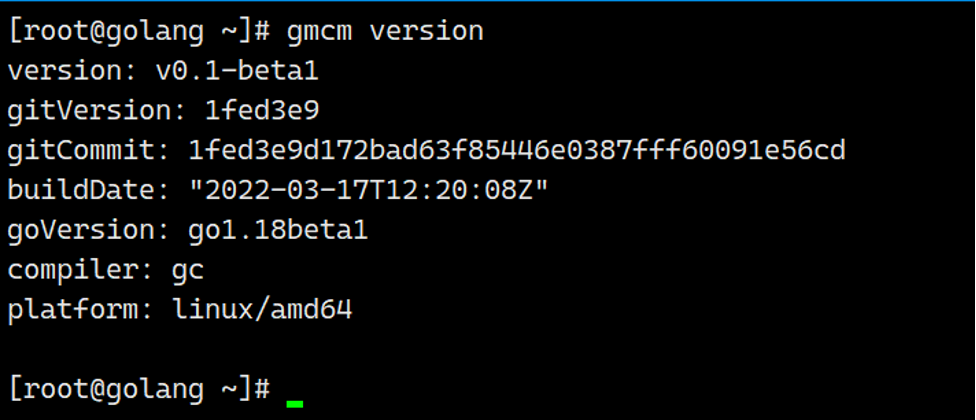 [root@golang ~]# gmcm version
version: v0.1-beta1
gitVersion: 1fed3e9
gitCommit: 1fed3e9d172bad63f85446e0387fff60091e56cd
buildDate: "2022-03-17T12:20:08Z"
goVersion: go1.18beta1
compiler: gc
platform: linux/amd64
[root@golang ~]#